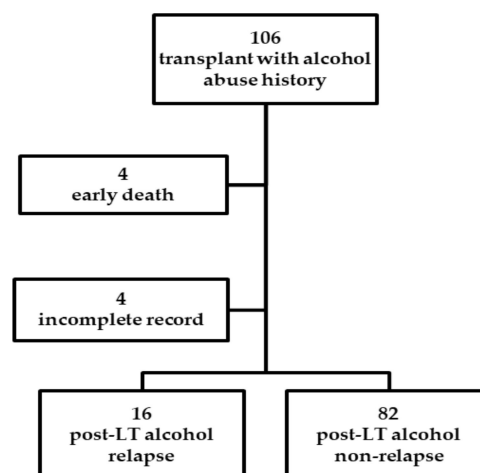 106
transplant with alcohol
abuse history
4
early death
4
incomplete record
16
post-LT alcohol
relapse
82
post-LT alcohol
non-relapse